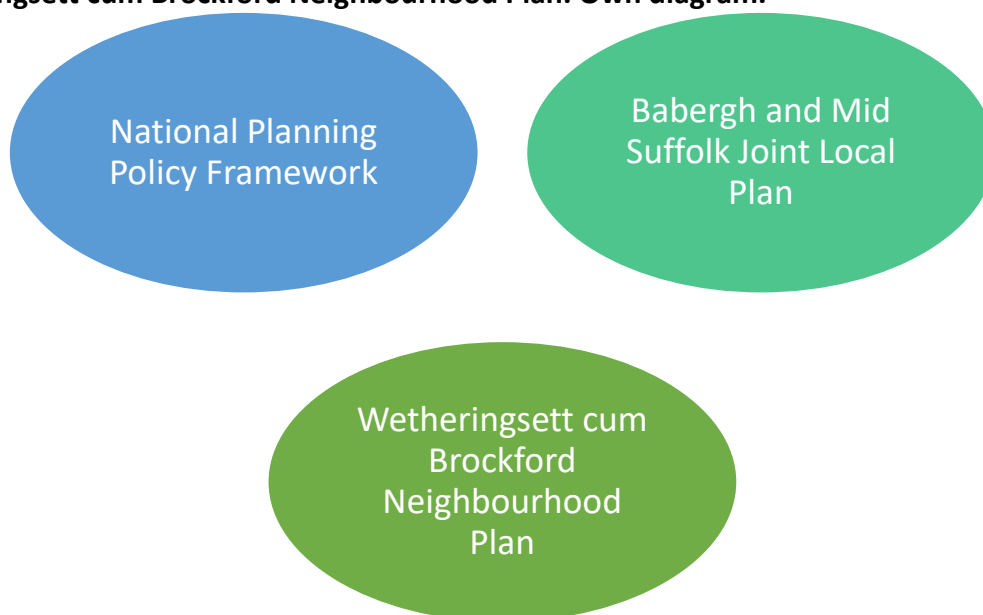 ngsett cum Brockford Neighbourhood Plan. Own diagram.
National Planning
Policy Framework
Babergh and Mid
Suffolk Joint Local
Plan
Wetheringsett cum
Brockford
Neighbourhood
Plan